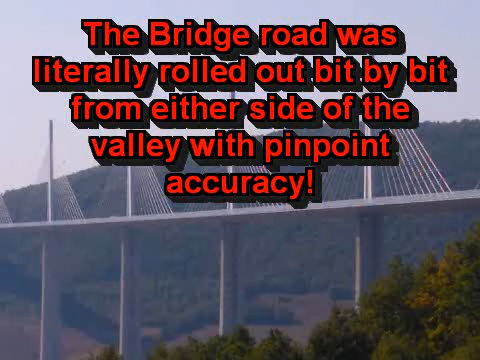 The Bridge road was
literally rolled out bit by bit
from either side of the
valley with pinpoint
accuracy!